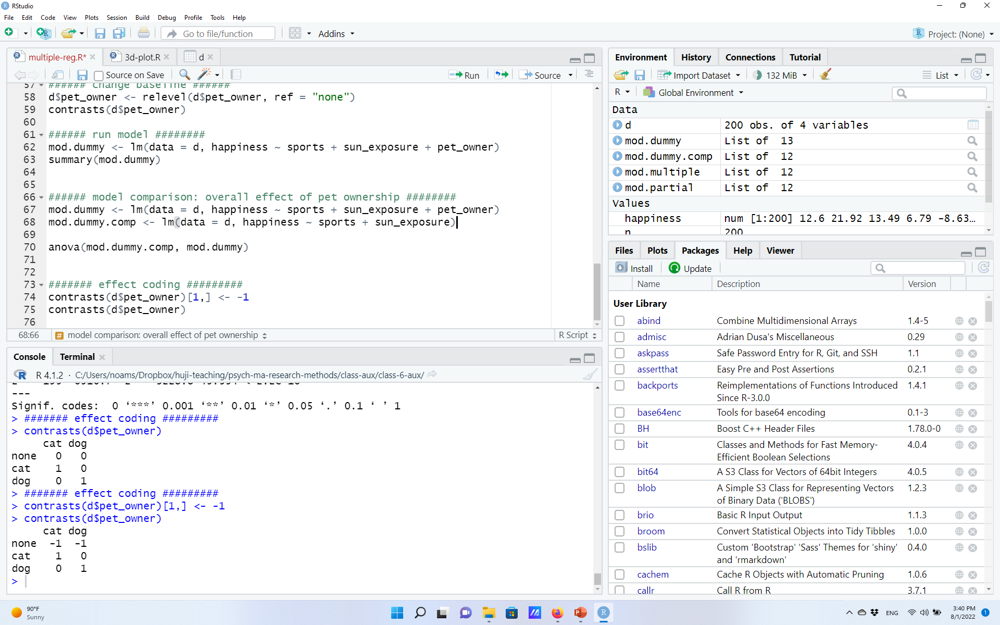 RStudio
File Edit Code View Plots Session Build Debug Profile Tools Help
Go to file/function Addins Project: (None)
multiple-reg.R* 3d-plot.R d
Source on Save Run Source
57 ###### change baseline ######
58 d$pet_owner <- relevel(d$pet_owner, ref = "none")
59 contrasts(d$pet_owner)
60
61 ###### run model ########
62 mod.dummy <- lm(data = d, happiness ~ sports + sun_exposure + pet_owner)
63 summary(mod.dummy)
64
65
66 ###### model comparison: overall effect of pet ownership ########
67 mod.dummy <- lm(data = d, happiness ~ sports + sun_exposure + pet_owner)
68 mod.dummy.comp <- lm(data = d, happiness ~ sports + sun_exposure)
69
70 anova(mod.dummy.comp, mod.dummy)
71
72
73 ####### effect coding #########
74 contrasts(d$pet_owner)[1,] <- -1
75 contrasts(d$pet_owner)
76
68:66 # model comparison: overall effect of pet ownership R Script
Console Terminal
R 4.1.2 · C:/Users/noams/Dropbox/huji-teaching/psych-ma-research-methods/class-aux/class-6-aux/
---
Signif. codes:  0 ‘***’ 0.001 ‘**’ 0.01 ‘*’ 0.05 ‘.’ 0.1 ‘ ’ 1
> ####### effect coding #########
> contrasts(d$pet_owner)
     cat dog
none   0   0
cat    1   0
dog    0   1
> ####### effect coding #########
> contrasts(d$pet_owner)[1,] <- -1
> contrasts(d$pet_owner)
     cat dog
none  -1  -1
cat    1   0
dog    0   1
>
Environment History Connections Tutorial
Import Dataset 132 MiB List
R Global Environment
Data
d 200 obs. of 4 variables
mod.dummy List of 13
mod.dummy.comp List of 12
mod.multiple List of 12
mod.partial List of 12
Values
happiness num [1:200] 12.6 21.92 13.49 6.79 -8.63…
n 200
Files Plots Packages Help Viewer
Install Update
Name Description Version
User Library
abind Combine Multidimensional Arrays 1.4-5
admisc Adrian Dusa's Miscellaneous 0.29
askpass Safe Password Entry for R, Git, and SSH 1.1
assertthat Easy Pre and Post Assertions 0.2.1
backports Reimplementations of Functions Introduced 1.4.1
Since R-3.0.0
base64enc Tools for base64 encoding 0.1-3
BH Boost C++ Header Files 1.78.0-0
bit Classes and Methods for Fast Memory- 4.0.4
Efficient Boolean Selections
bit64 A S3 Class for Vectors of 64bit Integers 4.0.5
blob A Simple S3 Class for Representing Vectors 1.2.3
of Binary Data ('BLOBS')
brio Basic R Input Output 1.1.3
broom Convert Statistical Objects into Tidy Tibbles 1.0.0
bslib Custom 'Bootstrap' 'Sass' Themes for 'shiny' 0.4.0
and 'rmarkdown'
cachem Cache R Objects with Automatic Pruning 1.0.6
callr Call R from R 3.7.1
90°F
Sunny
ENG
3:40 PM
8/1/2022
1